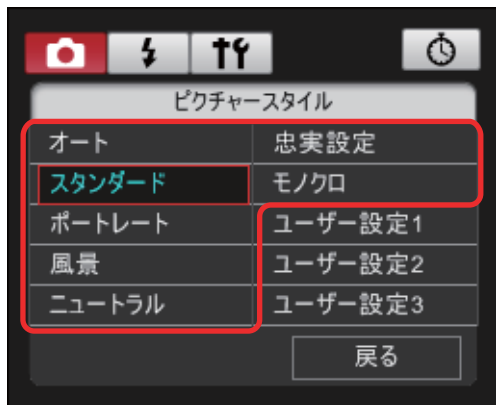 ピクチャースタイル
オート
忠実設定
スタンダード
モノクロ
ポートレート
ユーザー設定1
風景
ユーザー設定2
ニュートラル
ユーザー設定3
戻る